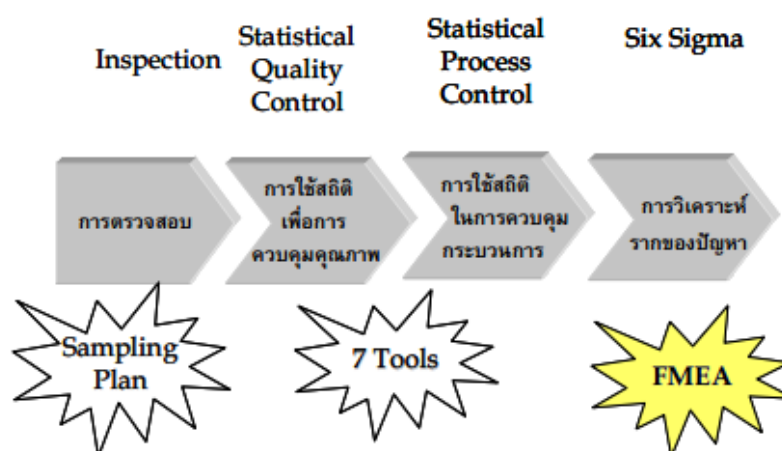 Inspection
Statistical
Quality
Control
Statistical
Process
Control
Six Sigma
การตรวจสอบ
การใช้สถิติ
เพื่อการ
ควบคุมคุณภาพ
การใช้สถิติ
ในการควบคุม
กระบวนการ
การวิเคราะห์
รากของปัญหา
Sampling
Plan
7 Tools
FMEA